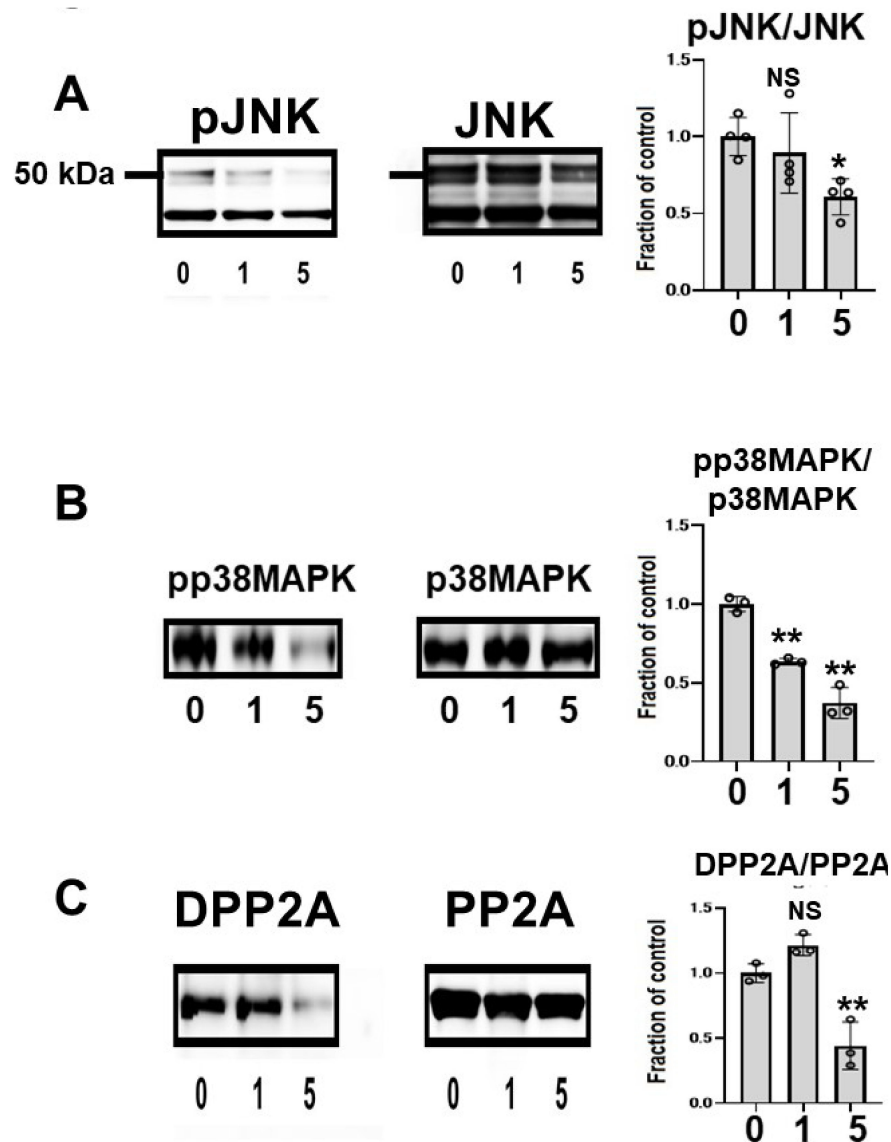 A
pJNK
JNK
50 kDa
0 1 5
0 1 5
pJNK/JNK
Fraction of control
1.5
1.0
0.5
0.0
NS
*
0 1 5
B
pp38MAPK
p38MAPK
0 1 5
0 1 5
pp38MAPK/
p38MAPK
Fraction of control
1.5
1.0
0.5
0.0
**
**
0 1 5
C
DPP2A
PP2A
0 1 5
0 1 5
DPP2A/PP2A
Fraction of control
1.5
1.0
0.5
0.0
NS
**
0 1 5